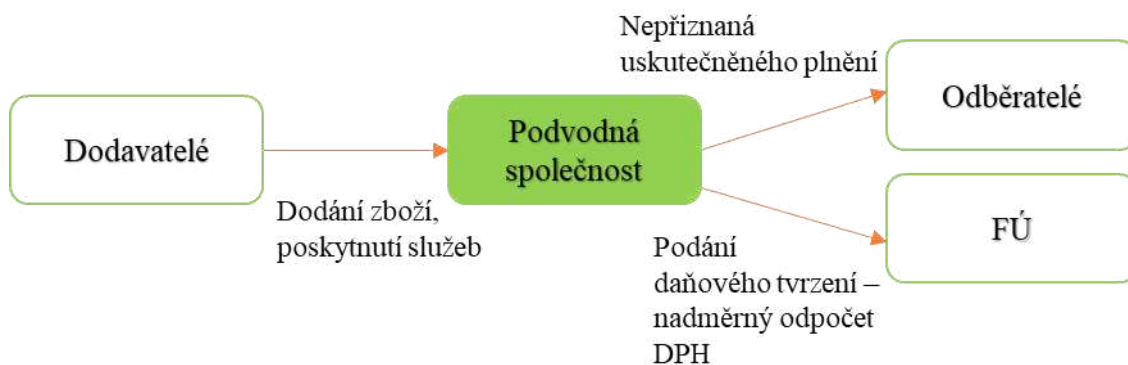 Dodavatelé
Dodání zboží,
poskytnutí služeb
Podvodná
společnost
Nepřiznaná
uskutečněného plnění
Odběratelé
Podání
daňového tvrzení –
nadměrný odpočet
DPH
FÚ